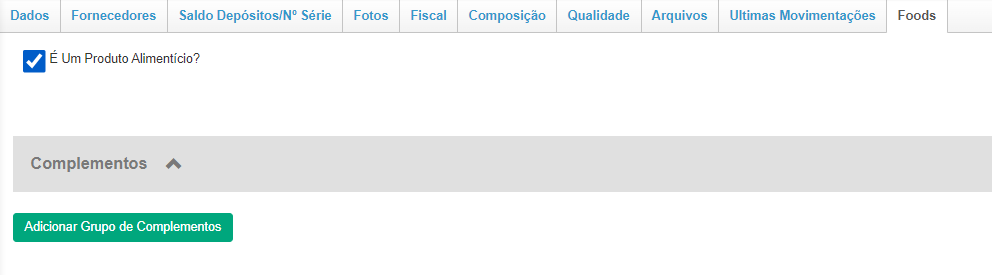 Dados Fornecedores Saldo Depósitos/Nº Série Fotos Fiscal Composição Qualidade Arquivos Ultimas Movimentações Foods
É Um Produto Alimentício?
Complementos
Adicionar Grupo de Complementos